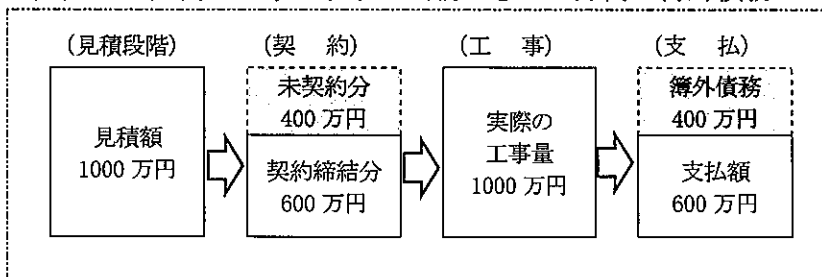 (見積段階)
(契 約)
(工 事)
(支 払)
見積額
1000 万円
未契約分
400 万円
契約締結分
600 万円
実際の
工事量
1000 万円
簿外債務
400 万円
支払額
600 万円